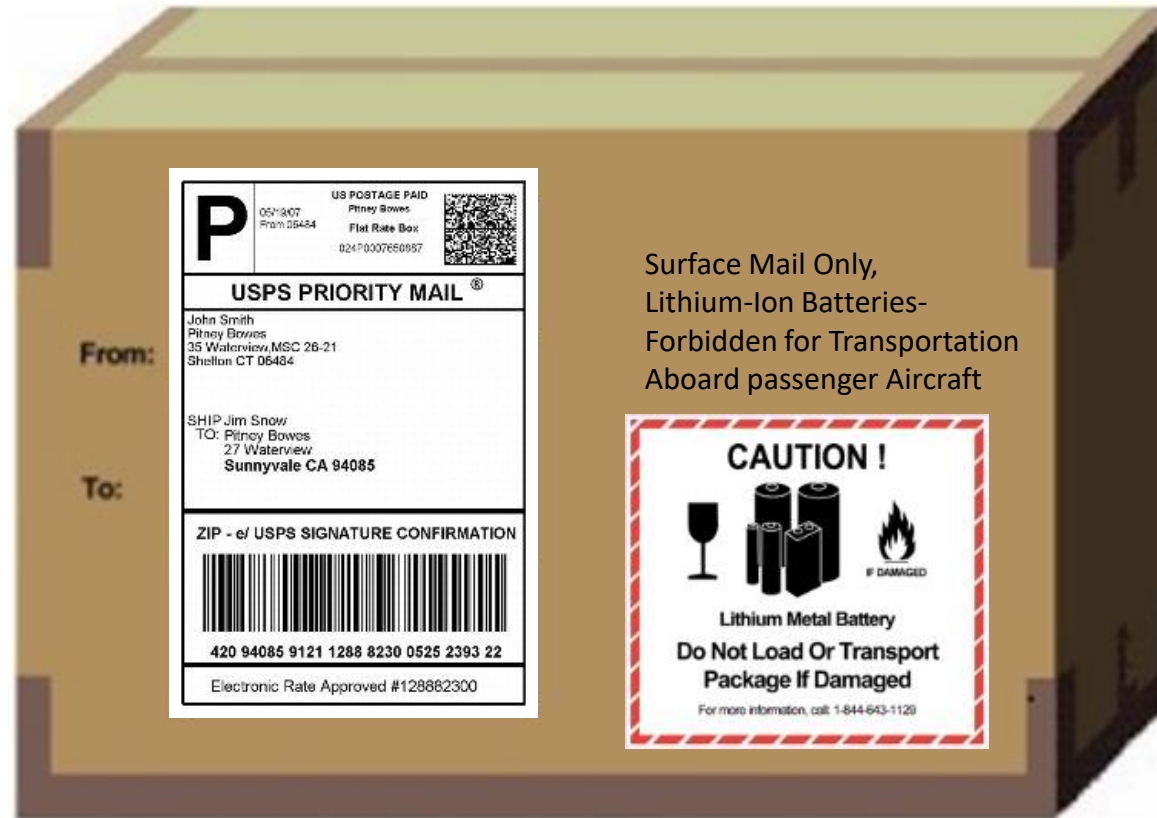 P
05/19/07
From 06484
US POSTAGE PAID
Pitney Bowes
Flat Rate Box
024P0007650887
USPS PRIORITY MAIL ®
John Smith
Pitney Bowes
35 Waterview,MSC 26-21
Shelton CT 06484
From:
SHIP Jim Snow
TO: Pitney Bowes
27 Waterview
Sunnyvale CA 94085
To:
ZIP - e/ USPS SIGNATURE CONFIRMATION
420 94085 9121 1288 8230 0525 2393 22
Electronic Rate Approved #128882300
Surface Mail Only,
Lithium-Ion Batteries-
Forbidden for Transportation
Aboard passenger Aircraft
CAUTION !
IF DAMAGED
Lithium Metal Battery
Do Not Load Or Transport
Package If Damaged
For more information, call: 1-844-643-1129